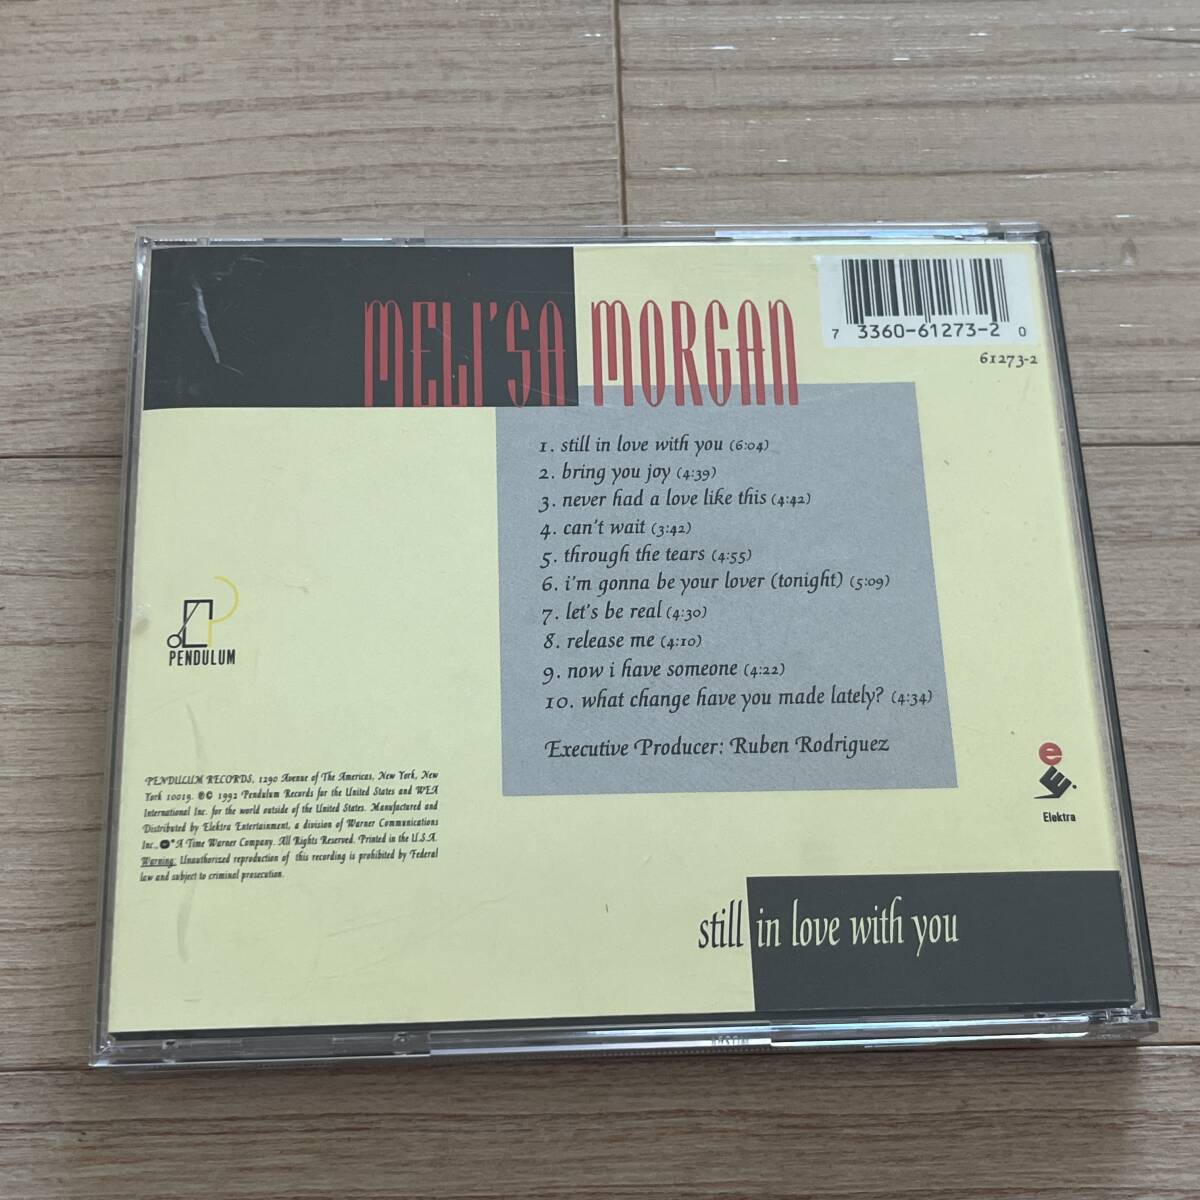 MELI'SA MORGAN
7 33360-61273-2 0
61273-2
1. still in love with you (6:04)
2. bring you joy (4:39)
3. never had a love like this (4:42)
4. can't wait (3:42)
5. through the tears (4:55)
6. i'm gonna be your lover (tonight) (5:09)
7. let's be real (4:30)
8. release me (4:10)
9. now i have someone (4:22)
10. what change have you made lately? (4:34)
Executive Producer: Ruben Rodriguez
PENDULUM
PENDULUM RECORDS, 1290 Avenue of The Americas, New York, New
York 10019. ℗© 1992 Pendulum Records for the United States and WEA
International Inc. for the world outside of the United States. Manufactured and
Distributed by Elektra Entertainment, a division of Warner Communications
Inc., A Time Warner Company. All Rights Reserved. Printed in the U.S.A.
Warning: Unauthorized reproduction of this recording is prohibited by Federal
law and subject to criminal prosecution.
e
Elektra
still in love with you